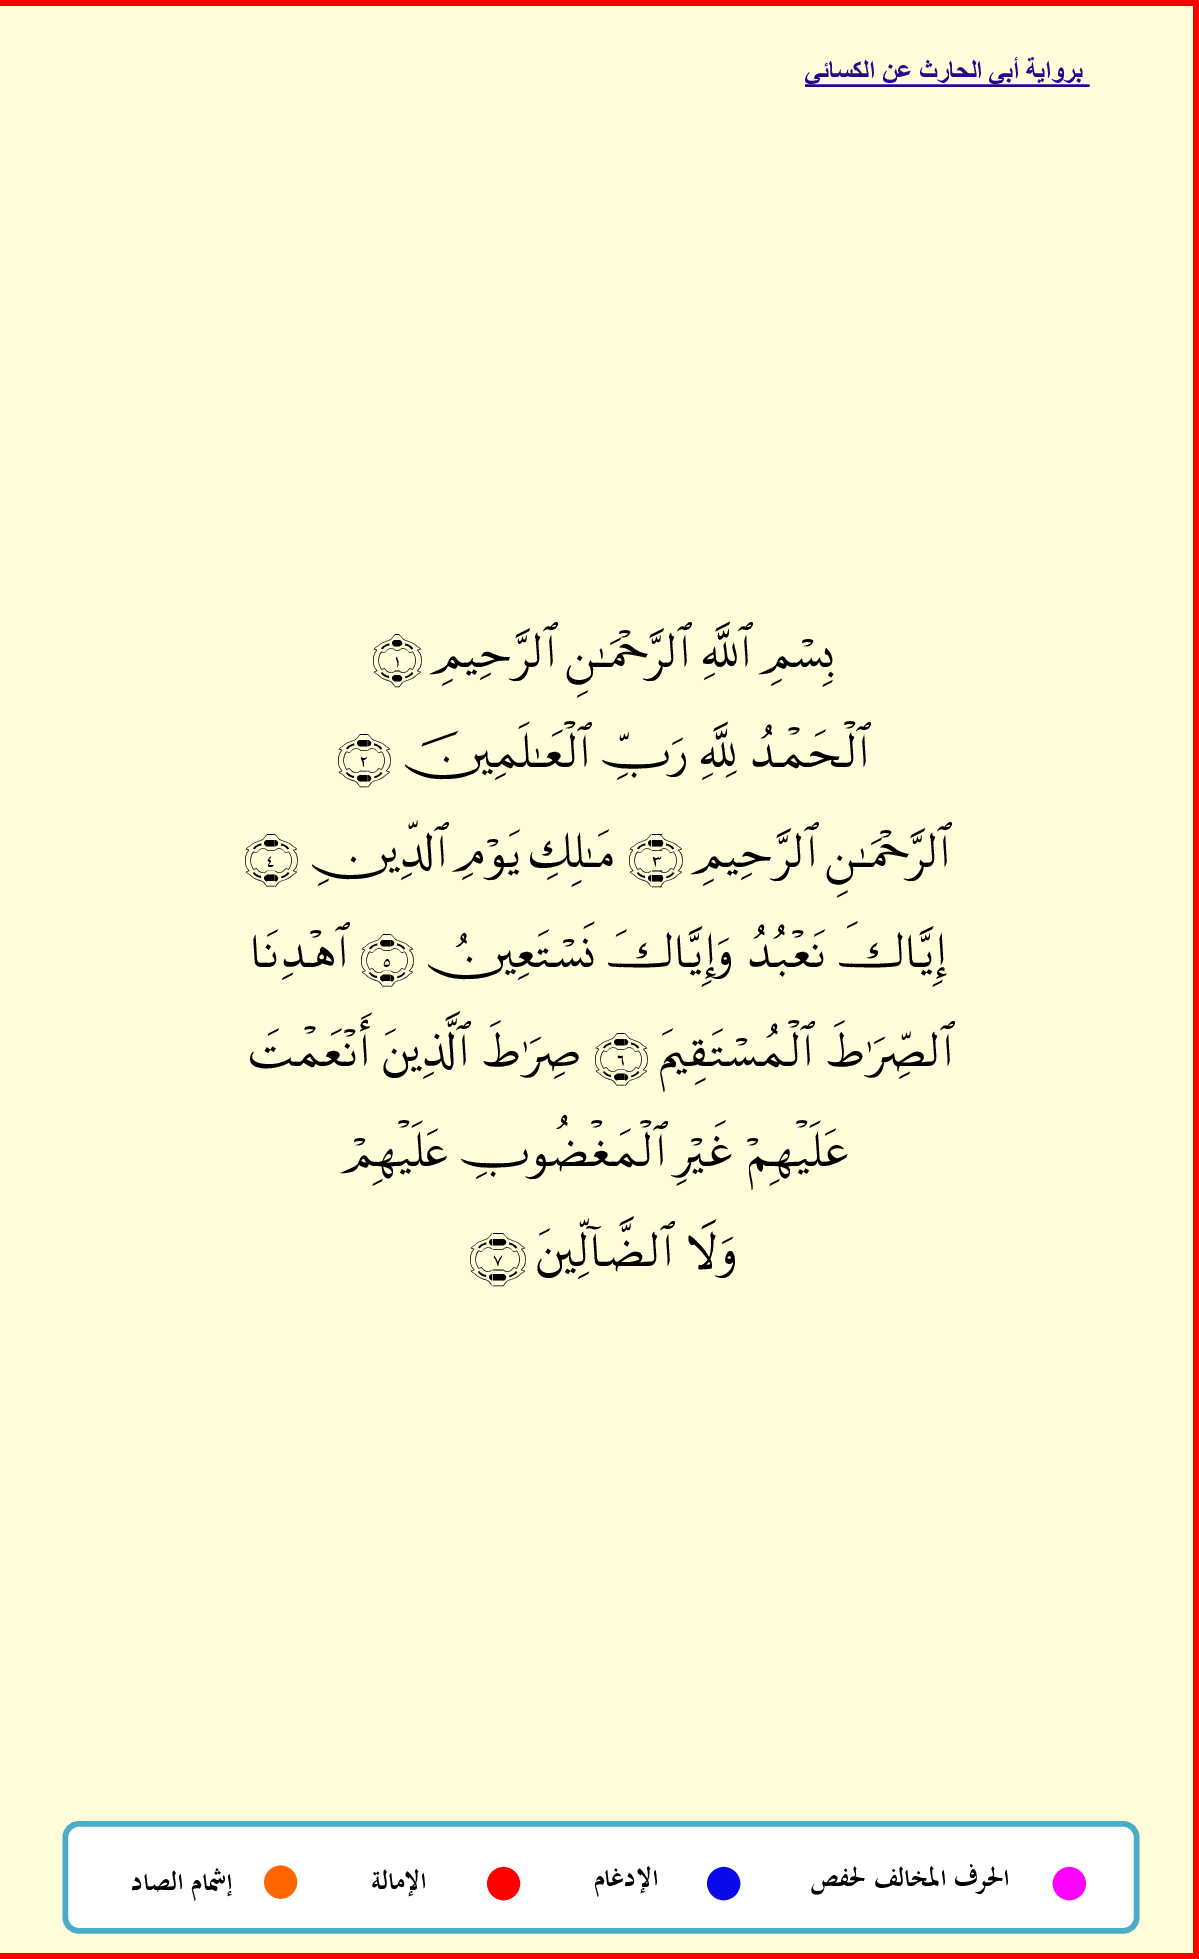 برواية أبي الحارث عن الكسائي
بِسْمِ ٱللَّهِ ٱلرَّحْمَـٰنِ ٱلرَّحِيمِ ١
ٱلْحَمْدُ لِلَّهِ رَبِّ ٱلْعَـٰلَمِينَ ٢
ٱلرَّحْمَـٰنِ ٱلرَّحِيمِ ٣ مَـٰلِكِ يَوْمِ ٱلدِّينِ ٤
إِيَّاكَ نَعْبُدُ وَإِيَّاكَ نَسْتَعِينُ ٥ ٱهْدِنَا
ٱلصِّرَٰطَ ٱلْمُسْتَقِيمَ ٦ صِرَٰطَ ٱلَّذِينَ أَنْعَمْتَ
عَلَيْهِمْ غَيْرِ ٱلْمَغْضُوبِ عَلَيْهِمْ
وَلَا ٱلضَّآلِّينَ ٧
الحرف المخالف لحفص الإدغام الإمالة إشمام الصاد